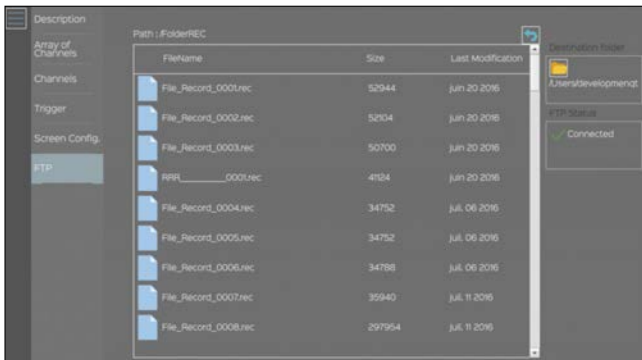 Description
Array of
Channels
Channels
Trigger
Screen Config.
FTP
Path : /FolderREC
FileName Size Last Modification
File_Record_0001.rec 52944 juin 20 2016
File_Record_0002.rec 52104 juin 20 2016
File_Record_0003.rec 50700 juin 20 2016
RRR________0001.rec 41124 juin 20 2016
File_Record_0004.rec 34752 juil. 06 2016
File_Record_0005.rec 34752 juil. 06 2016
File_Record_0006.rec 34788 juil. 06 2016
File_Record_0007.rec 35940 juil. 11 2016
File_Record_0008.rec 297954 juil. 11 2016
Destination folder
/Users/developmenqt
FTP Status
Connected